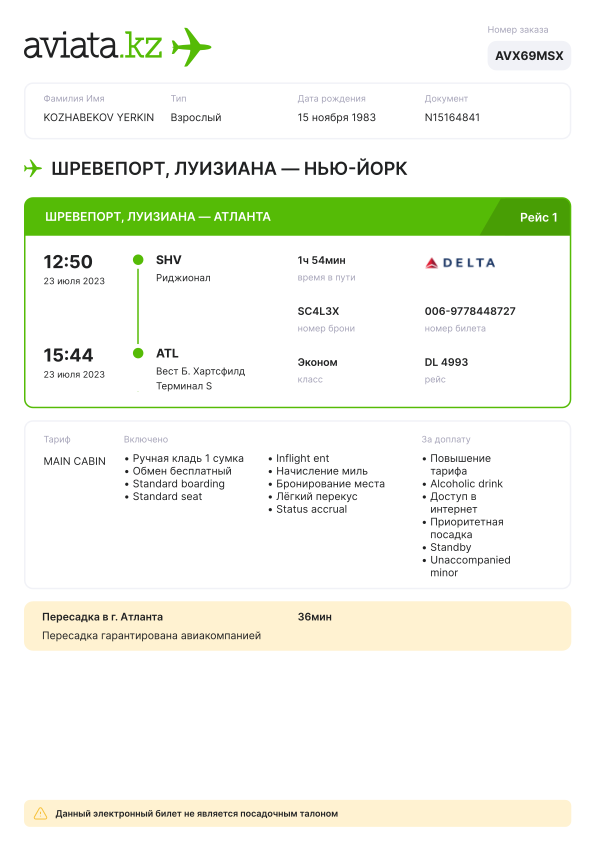 aviata.kz
Номер заказа
AVX69MSX
Фамилия Имя
Тип
Дата рождения
Документ
KOZHABEKOV YERKIN
Взрослый
15 ноября 1983
N15164841
ШРЕВЕПОРТ, ЛУИЗИАНА — НЬЮ-ЙОРК
ШРЕВЕПОРТ, ЛУИЗИАНА — АТЛАНТА
Рейс 1
12:50
23 июля 2023
SHV
Риджионал
1ч 54мин
время в пути
DELTA
SC4L3X
номер брони
006-9778448727
номер билета
15:44
23 июля 2023
ATL
Вест Б. Хартсфилд
Терминал S
Эконом
класс
DL 4993
рейс
Тариф
MAIN CABIN
Включено
• Ручная кладь 1 сумка
• Обмен бесплатный
• Standard boarding
• Standard seat
• Inflight ent
• Начисление миль
• Бронирование места
• Лёгкий перекус
• Status accrual
За доплату
• Повышение
тарифа
• Alcoholic drink
• Доступ в
интернет
• Приоритетная
посадка
• Standby
• Unaccompanied
minor
Пересадка в г. Атланта
36мин
Пересадка гарантирована авиакомпанией
Данный электронный билет не является посадочным талоном